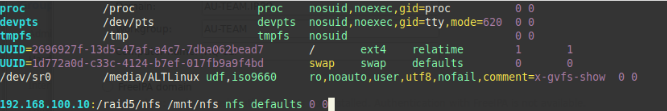 proc /proc proc nosuid,noexec,gid=proc 0 0
devpts /dev/pts devpts nosuid,noexec,gid=tty,mode=620 0 0
tmpfs /tmp tmpfs nosuid 0 0
UUID=2696927f-13d5-47af-a4c7-7dba062bead7 / ext4 relatime 1 1
UUID=1d772a0d-c33c-4124-b7ef-017fb9a9f4bd swap swap defaults 0 0
/dev/sr0 /media/ALTLinux udf,iso9660 ro,noauto,user,utf8,nofail,comment=x-gvfs-show 0 0
192.168.100.10:/raid5/nfs /mnt/nfs nfs defaults 0 0